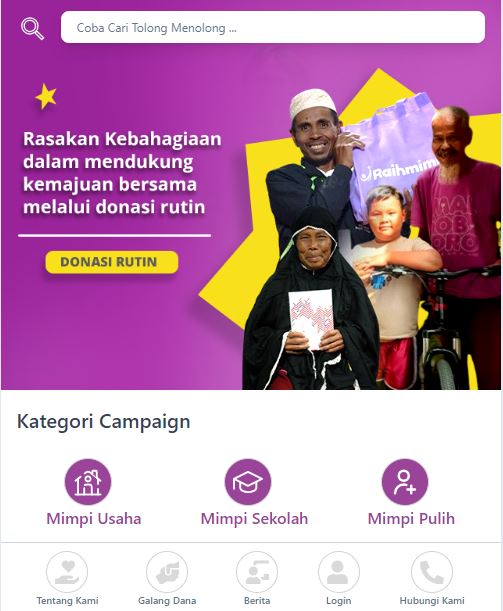 Coba Cari Tolong Menolong ...
Rasakan Kebahagiaan
dalam mendukung
kemajuan bersama
melalui donasi rutin
DONASI RUTIN
Raihmim
Kategori Campaign
Mimpi Usaha
Mimpi Sekolah
Mimpi Pulih
Tentang Kami
Galang Dana
Berita
Login
Hubungi Kami